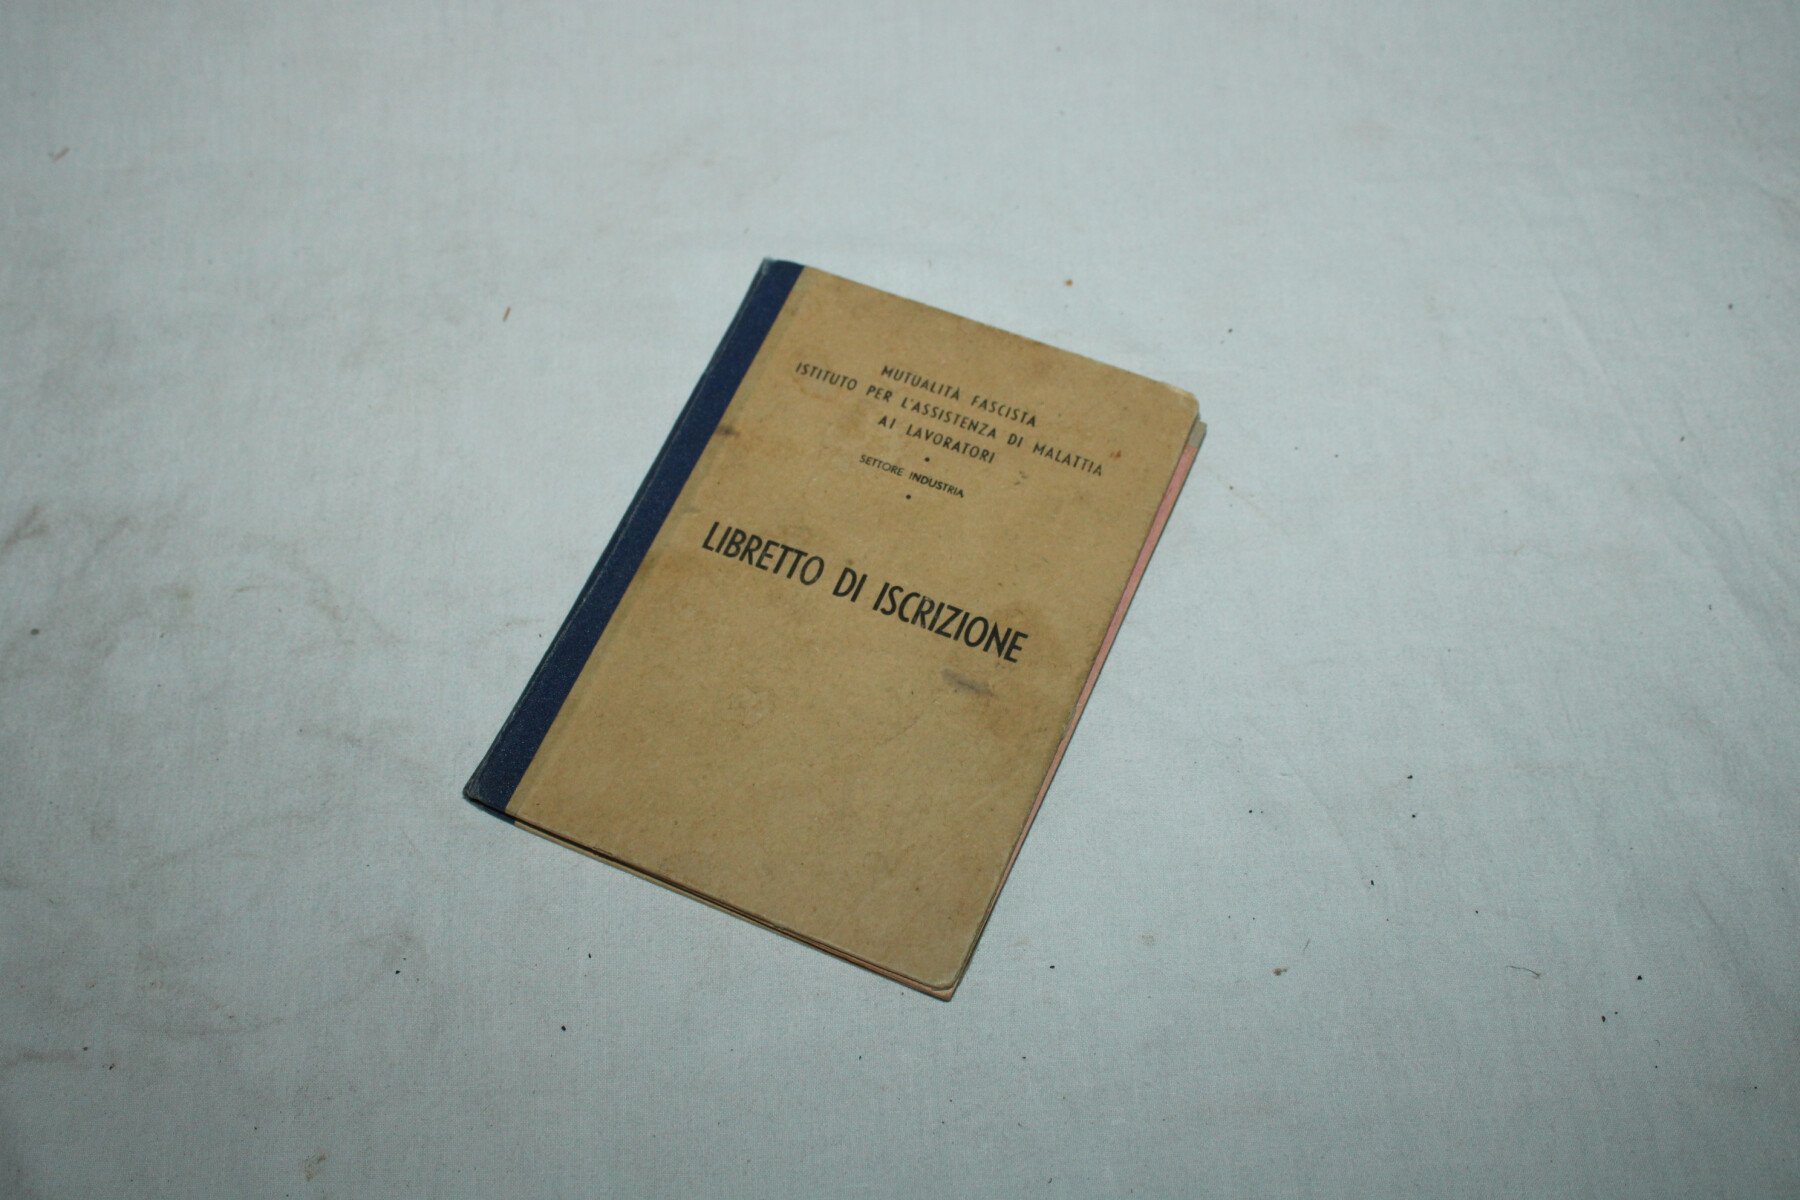 MUTUALITÀ FASCISTA
ISTITUTO PER L'ASSISTENZA DI MALATTIA
AI LAVORATORI
•
SETTORE INDUSTRIA
•
LIBRETTO DI ISCRIZIONE